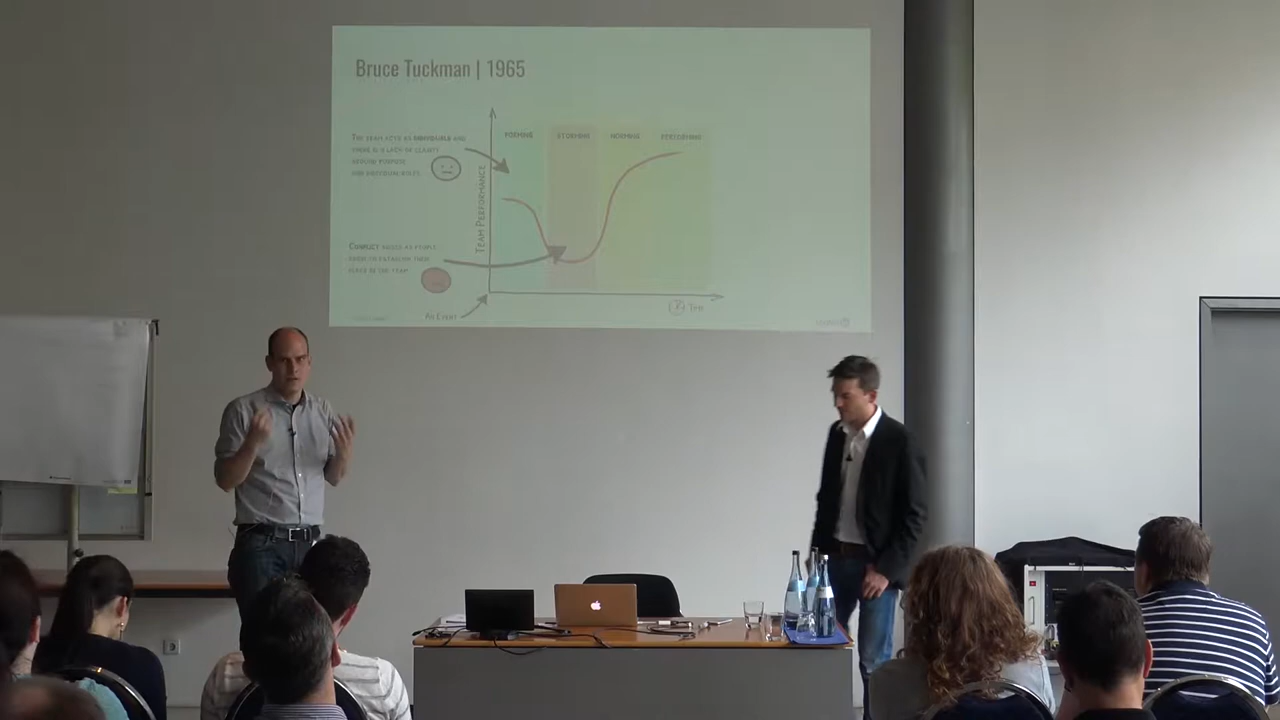 Bruce Tuckman | 1965
THE TEAM ACTS AS INDIVIDUALS AND
THERE IS A LACK OF CLARITY
AROUND PURPOSE
AND INDIVIDUAL ROLES
FORMING STORMING NORMING PERFORMING
TEAM PERFORMANCE
CONFLICT ARISES AS PEOPLE
BEGIN TO ESTABLISH THEIR
PLACE IN THE TEAM
AN EVENT
TIME